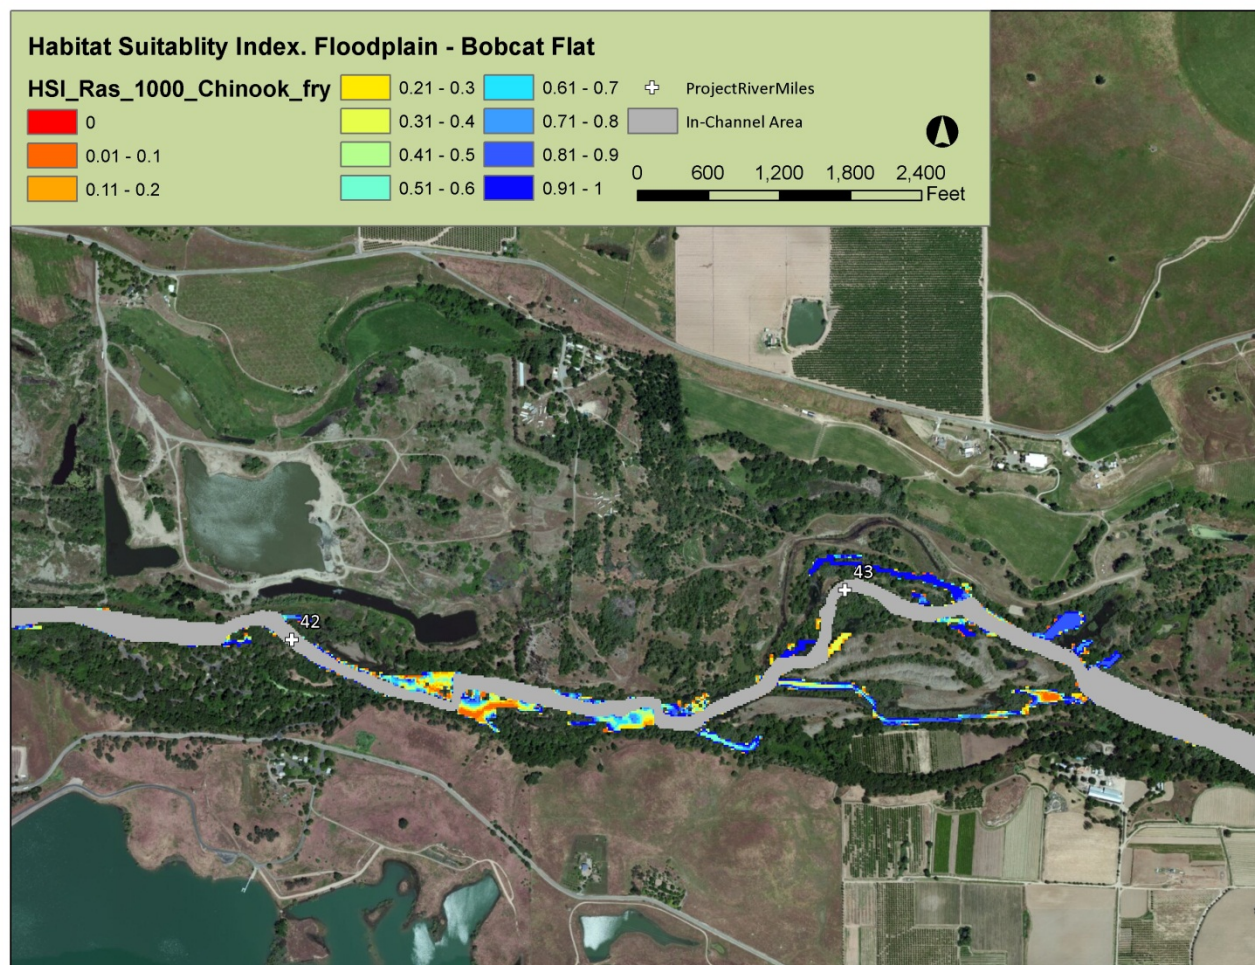 Habitat Suitablity Index. Floodplain - Bobcat Flat
HSI_Ras_1000_Chinook_fry
0
0.01 - 0.1
0.11 - 0.2
0.21 - 0.3
0.31 - 0.4
0.41 - 0.5
0.51 - 0.6
0.61 - 0.7
0.71 - 0.8
0.81 - 0.9
0.91 - 1
ProjectRiverMiles
In-Channel Area
0 600 1,200 1,800 2,400
Feet
43
42